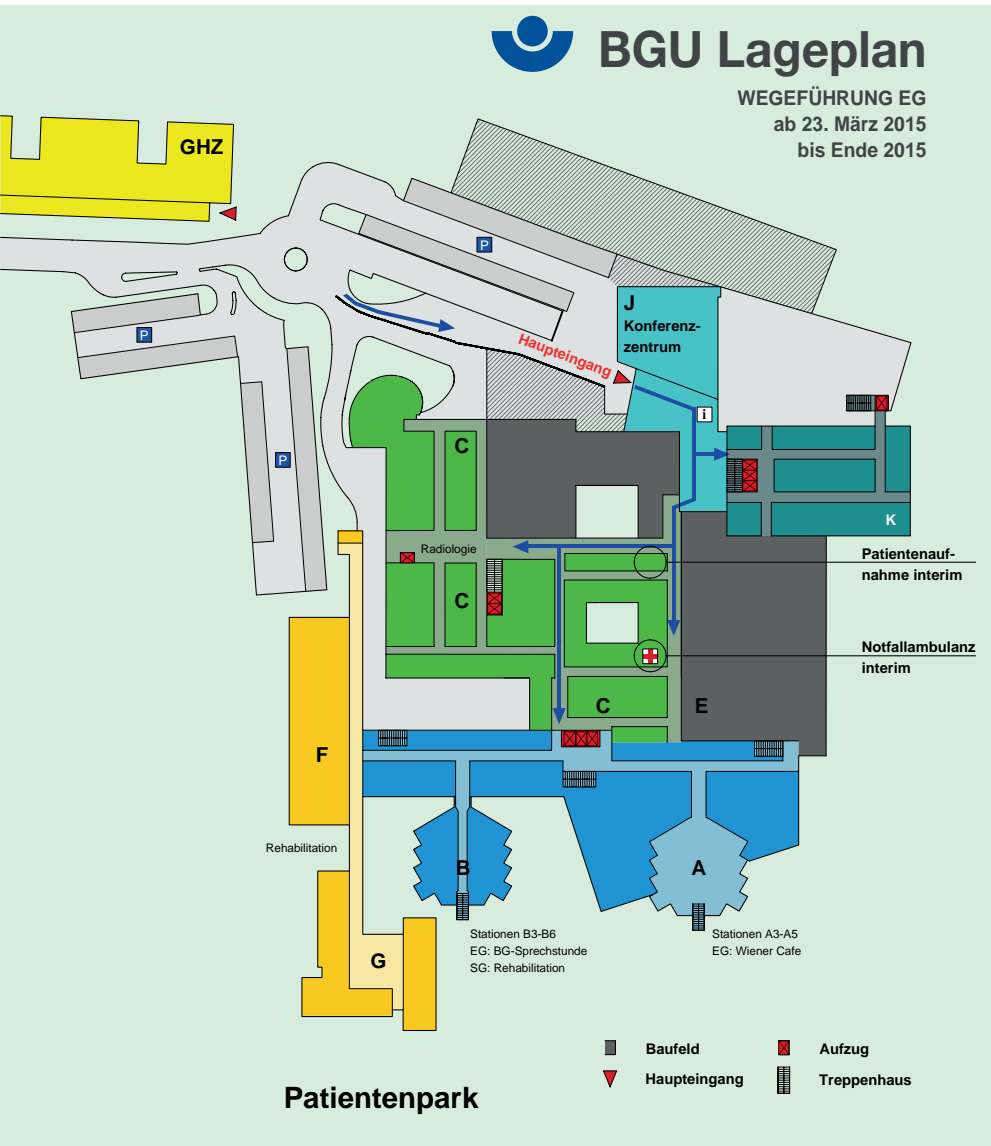 BGU Lageplan
WEGEFÜHRUNG EG
ab 23. März 2015
bis Ende 2015
GHZ
P
P
P
J
Konferenz-
zentrum
Haupteingang
i
C
K
Radiologie
Patientenauf-
nahme interim
C
Notfallambulanz
interim
C
E
F
Rehabilitation
B
A
Stationen B3-B6
EG: BG-Sprechstunde
SG: Rehabilitation
Stationen A3-A5
EG: Wiener Cafe
G
Baufeld
Aufzug
Haupteingang
Treppenhaus
Patientenpark